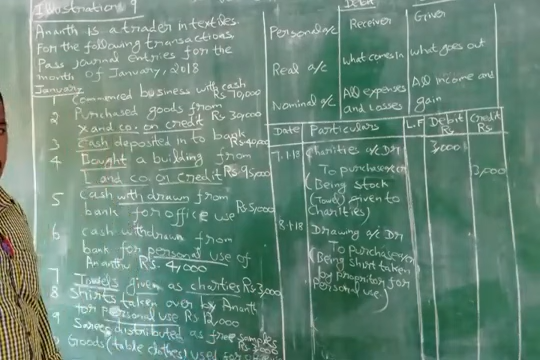 Illustration 9
Ananth is a trader in textiles.
For the following transactions,
Pass journal entries for the
month of January, 2018
January
1 Commenced business with cash Rs 70,000
2 Purchased goods from
X and co. on credit Rs 30,000
3 Cash deposited in to bank Rs 40,000
4 Bought a building from
L and co. on credit Rs 95,000
5 Cash with drawn from
bank for office use Rs 5,000
6 Cash withdrawn from
bank for personal use of
Ananth Rs. 4,000
7 Towels given as charities Rs 3,000
8 Shirts taken over by Ananth
for personal use Rs 12,000
9 Sarees distributed as free samples
Goods (table clothes) used for
Debit
Giver
Personal a/c Receiver
Real a/c what comes in what goes out
Nominal a/c All expenses and losses All income and gain
Date Particulars L.F Debit Rs Credit Rs
7.1.18 Charities a/c Dr 3,000
To purchases a/c 3,000
(Being stock
(Towels) given to
charities)
8.1.18 Drawing a/c Dr
To purchases a/c
(Being shirt taken
by proprietor for
Personal use)